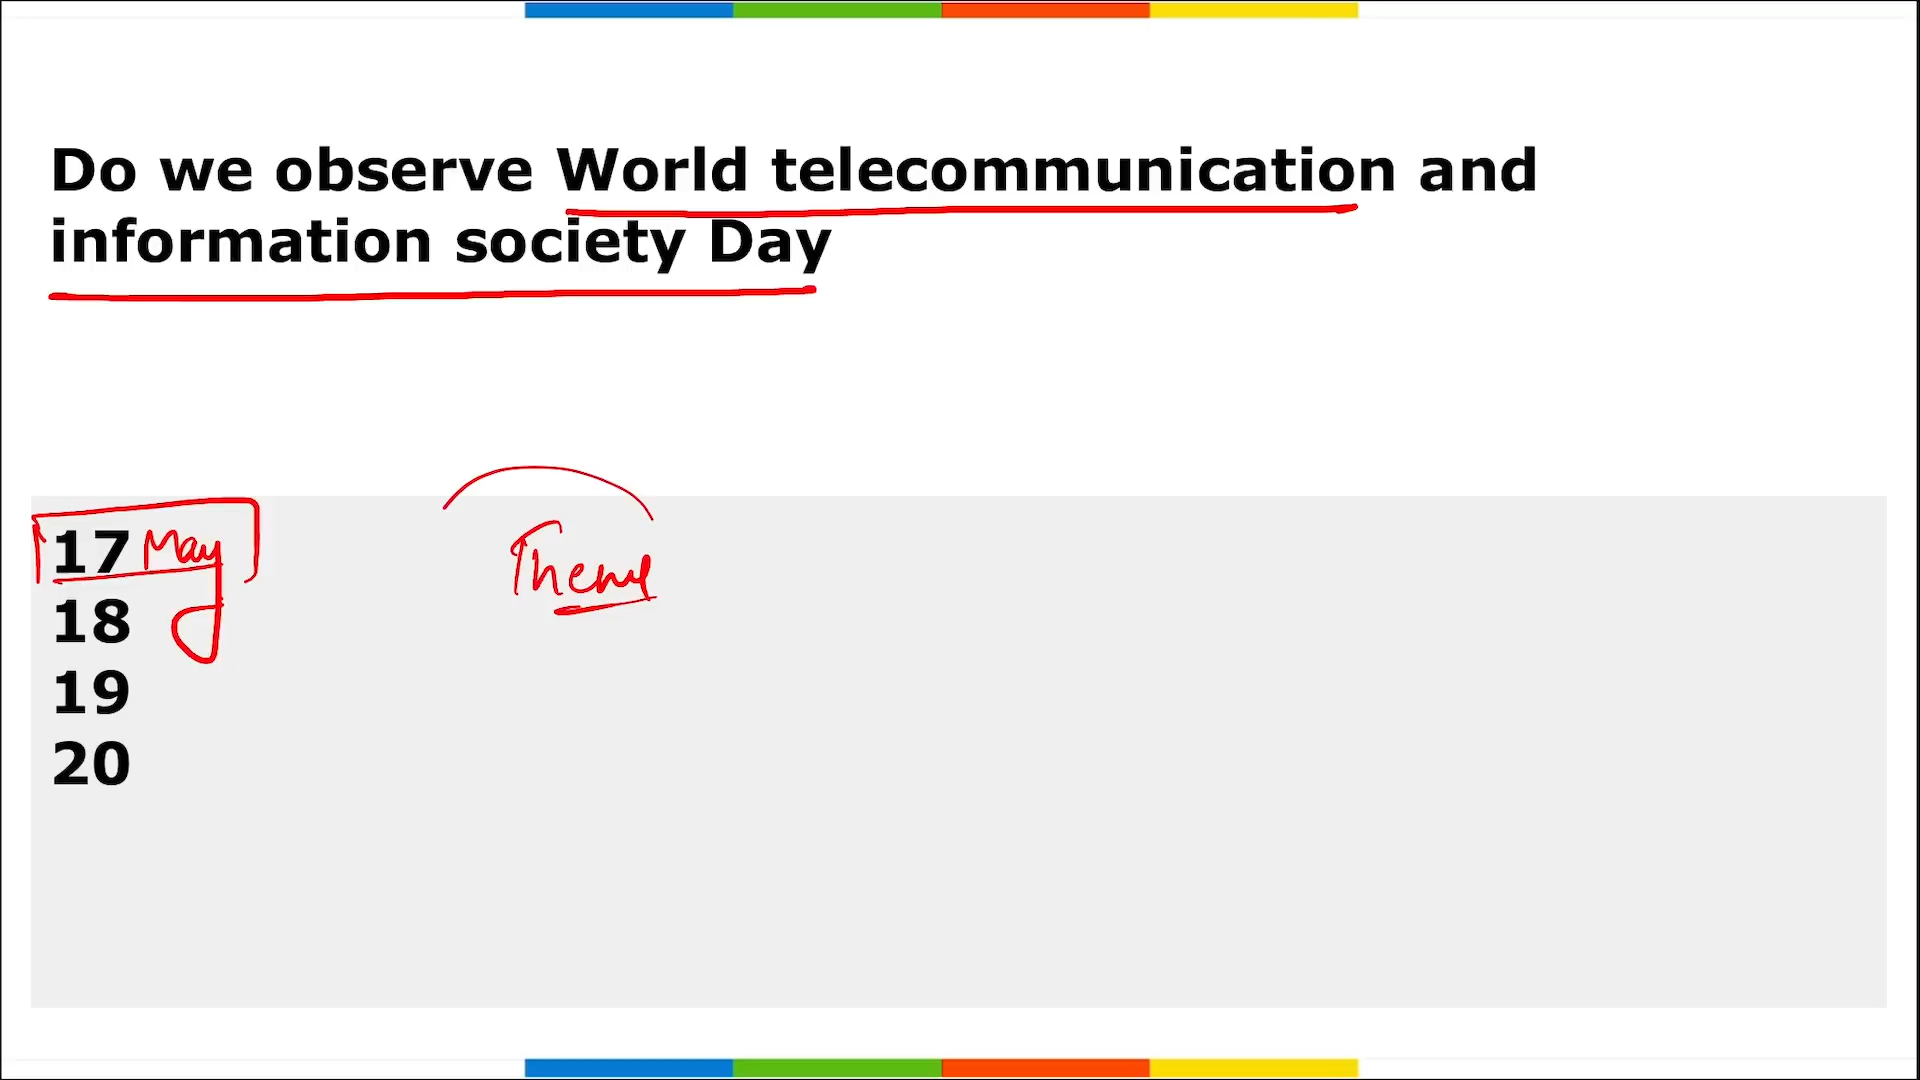 Do we observe World telecommunication and
information society Day
17 May
Theme
18
19
20